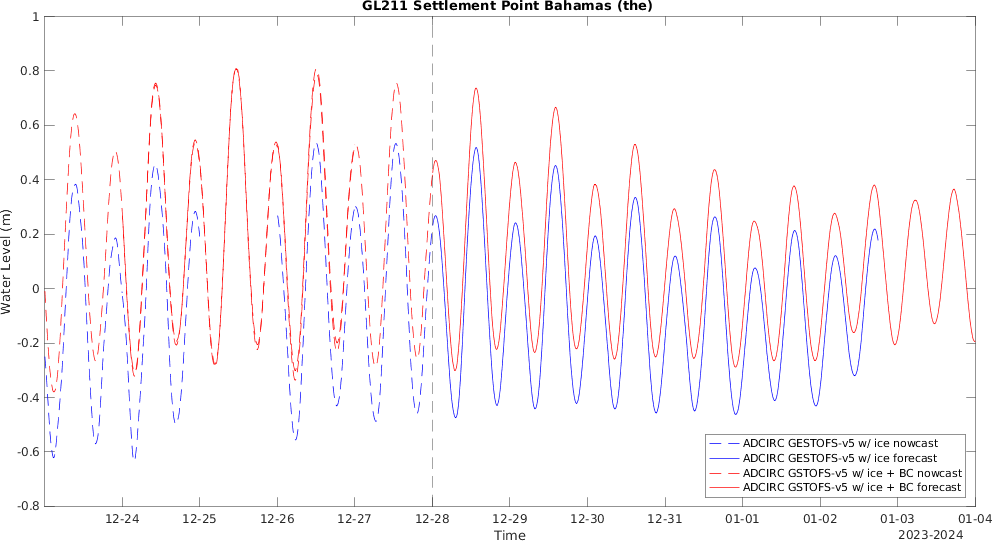 GL211 Settlement Point Bahamas (the)
1
0.8
0.6
0.4
0.2
0
-0.2
-0.4
-0.6
-0.8
Water Level (m)
ADCIRC GESTOFS-v5 w/ ice nowcast
ADCIRC GESTOFS-v5 w/ ice forecast
ADCIRC GSTOFS-v5 w/ ice + BC nowcast
ADCIRC GSTOFS-v5 w/ ice + BC forecast
12-24 12-25 12-26 12-27 12-28 12-29 12-30 12-31 01-01 01-02 01-03 01-04
Time
2023-2024